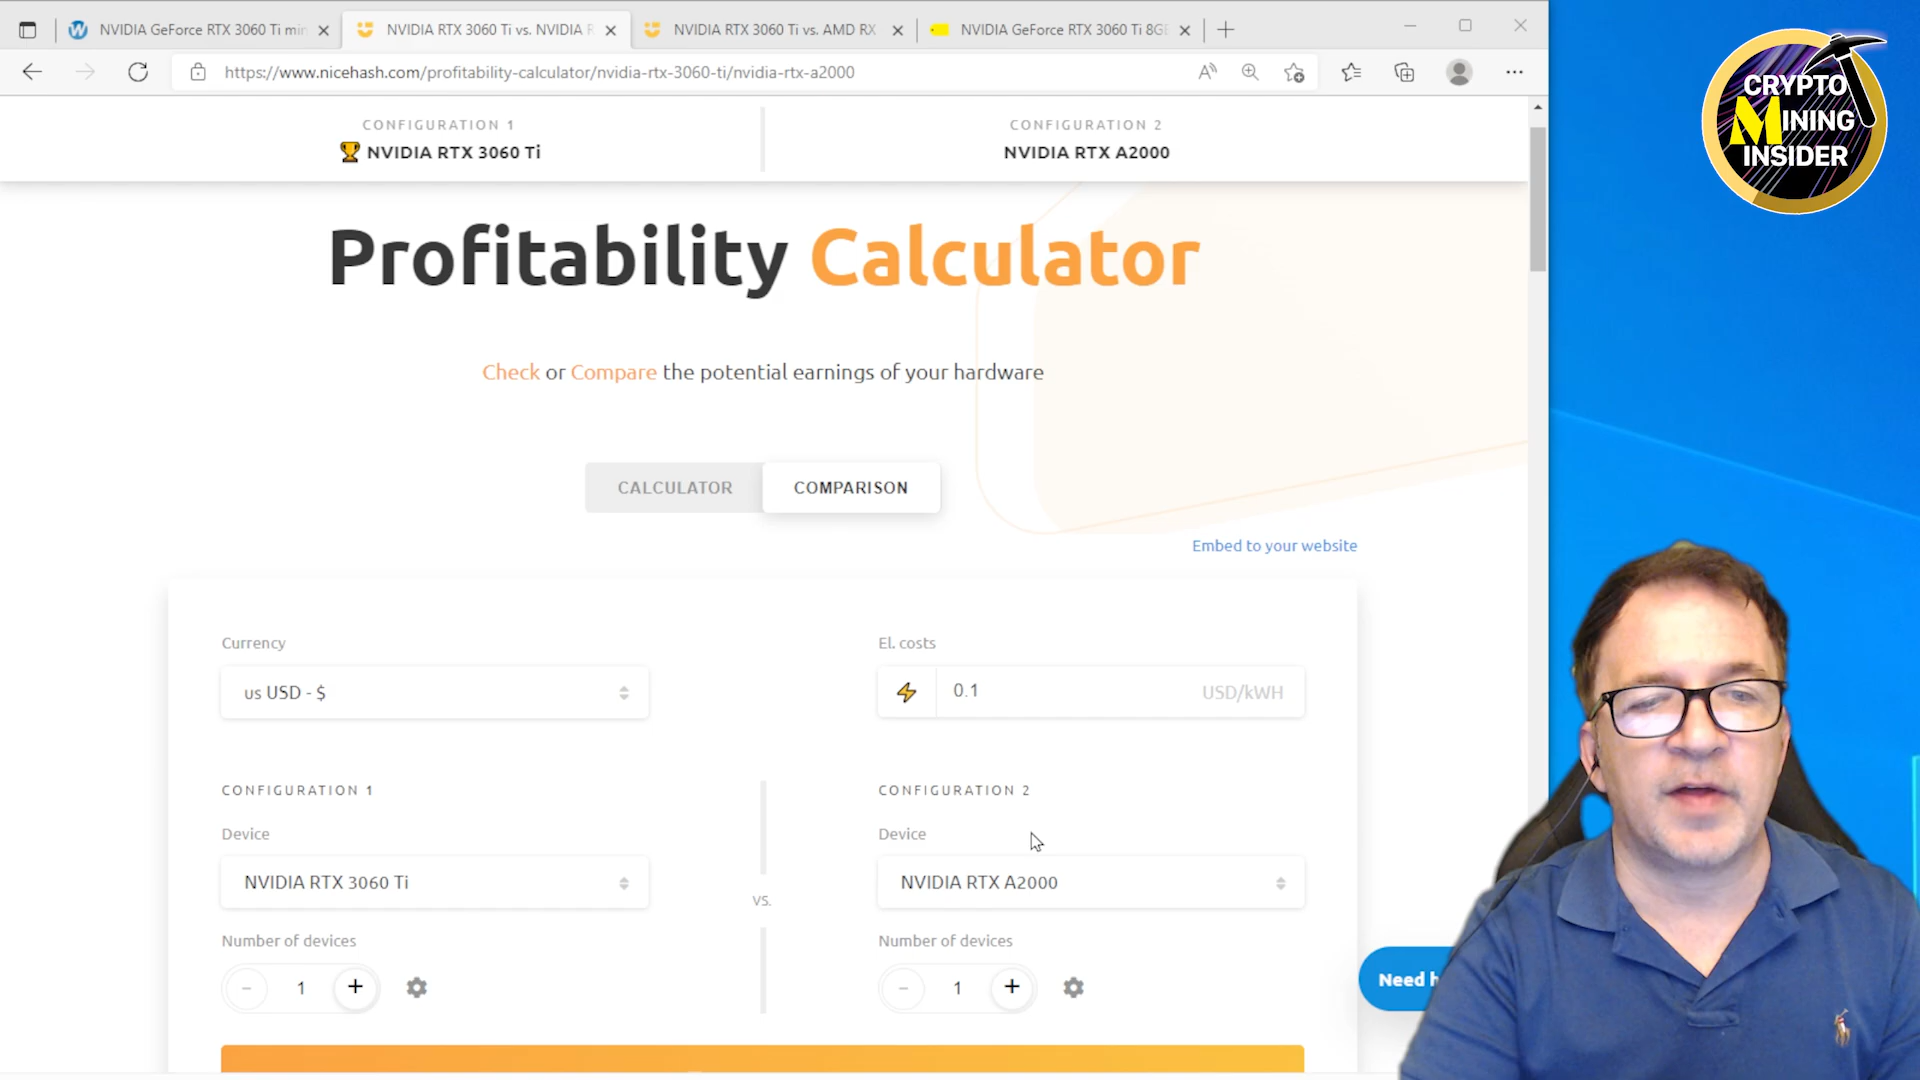 NVIDIA GeForce RTX 3060 Ti min
NVIDIA RTX 3060 Ti vs. NVIDIA R
NVIDIA RTX 3060 Ti vs. AMD RX
NVIDIA GeForce RTX 3060 Ti 8GB
https://www.nicehash.com/profitability-calculator/nvidia-rtx-3060-ti/nvidia-rtx-a2000
CRYPTO
MINING
INSIDER
CONFIGURATION 1
NVIDIA RTX 3060 Ti
CONFIGURATION 2
NVIDIA RTX A2000
Profitability Calculator
Check or Compare the potential earnings of your hardware
CALCULATOR
COMPARISON
Embed to your website
Currency
us USD - $
El. costs
0.1
USD/kWH
CONFIGURATION 1
Device
NVIDIA RTX 3060 Ti
Number of devices
- 1 +
VS.
CONFIGURATION 2
Device
NVIDIA RTX A2000
Number of devices
- 1 +
Need